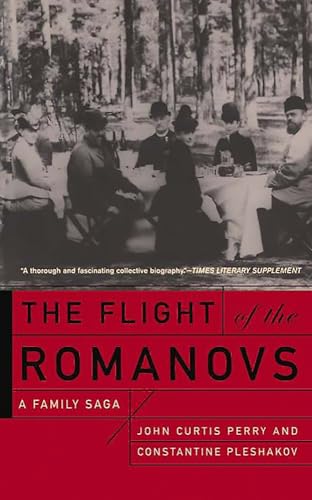 "A thorough and fascinating collective biography."—TIMES LITERARY SUPPLEMENT
THE FLIGHT of the
ROMANOVS
A FAMILY SAGA
JOHN CURTIS PERRY AND
CONSTANTINE PLESHAKOV